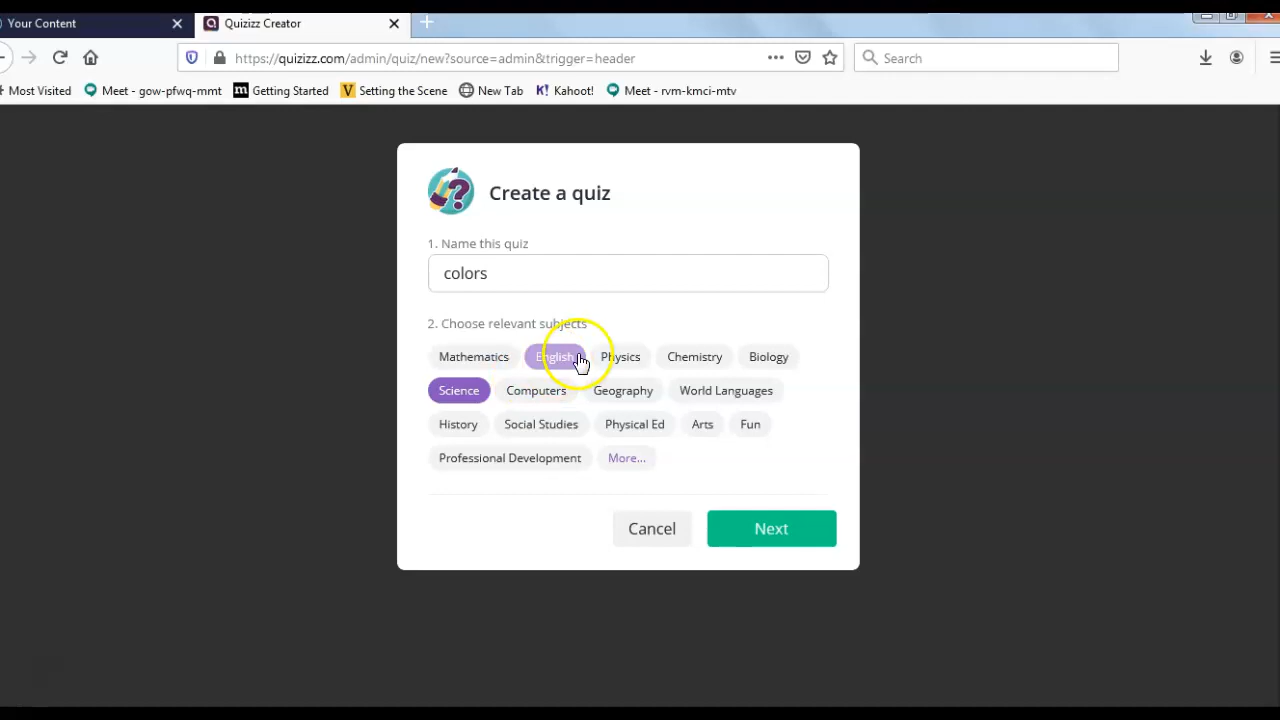 Your Content
Quizizz Creator
https://quizizz.com/admin/quiz/new?source=admin&trigger=header
Search
Most Visited
Meet - gow-pfwq-mmt
Getting Started
Setting the Scene
New Tab
Kahoot!
Meet - rvm-kmci-mtv
Create a quiz
1. Name this quiz
colors
2. Choose relevant subjects
Mathematics English Physics Chemistry Biology
Science Computers Geography World Languages
History Social Studies Physical Ed Arts Fun
Professional Development More...
Cancel Next